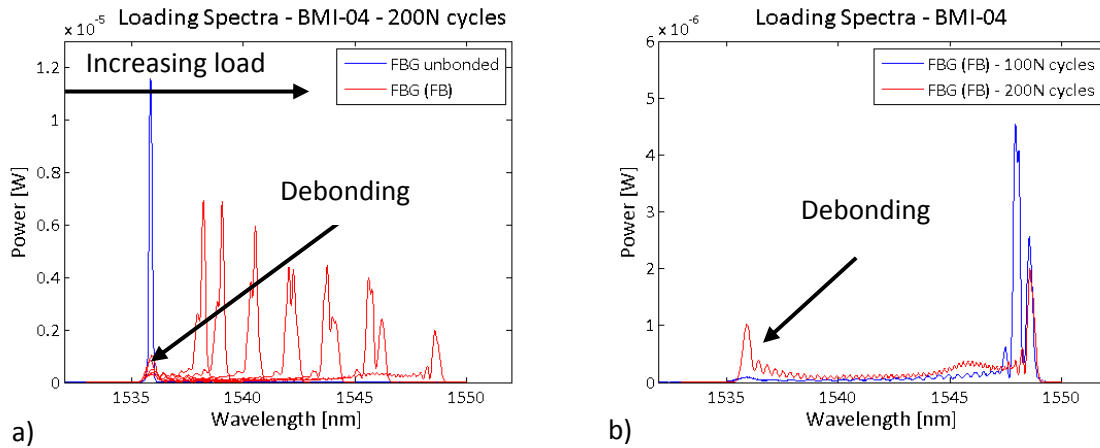 Loading Spectra - BMI-04 - 200N cycles
x 10^-5
1.2
1
0.8
0.6
0.4
0.2
0
Power [W]
Increasing load
FBG unbonded
FBG (FB)
Debonding
1535
1540
1545
1550
Wavelength [nm]
a)
Loading Spectra - BMI-04
x 10^-6
6
5
4
3
2
1
0
Power [W]
FBG (FB) - 100N cycles
FBG (FB) - 200N cycles
Debonding
1535
1540
1545
1550
Wavelength [nm]
b)